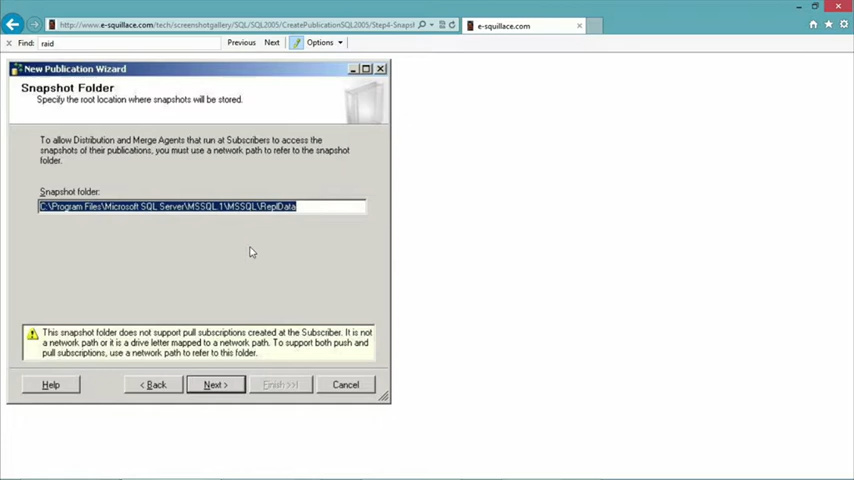 http://www.e-squillace.com/tech/screenshotgallery/SQL/SQL2005/CreatePublicationSQL2005/Step4-Snaps
e-squillace.com
Find: raid
Previous Next Options
New Publication Wizard
Snapshot Folder
Specify the root location where snapshots will be stored.
To allow Distribution and Merge Agents that run at Subscribers to access the
snapshots of their publications, you must use a network path to refer to the snapshot
folder.
Snapshot folder:
C:\Program Files\Microsoft SQL Server\MSSQL.1\MSSQL\ReplData
This snapshot folder does not support pull subscriptions created at the Subscriber. It is not
a network path or it is a drive letter mapped to a network path. To support both push and
pull subscriptions, use a network path to refer to this folder.
Help < Back Next > Finish >>| Cancel